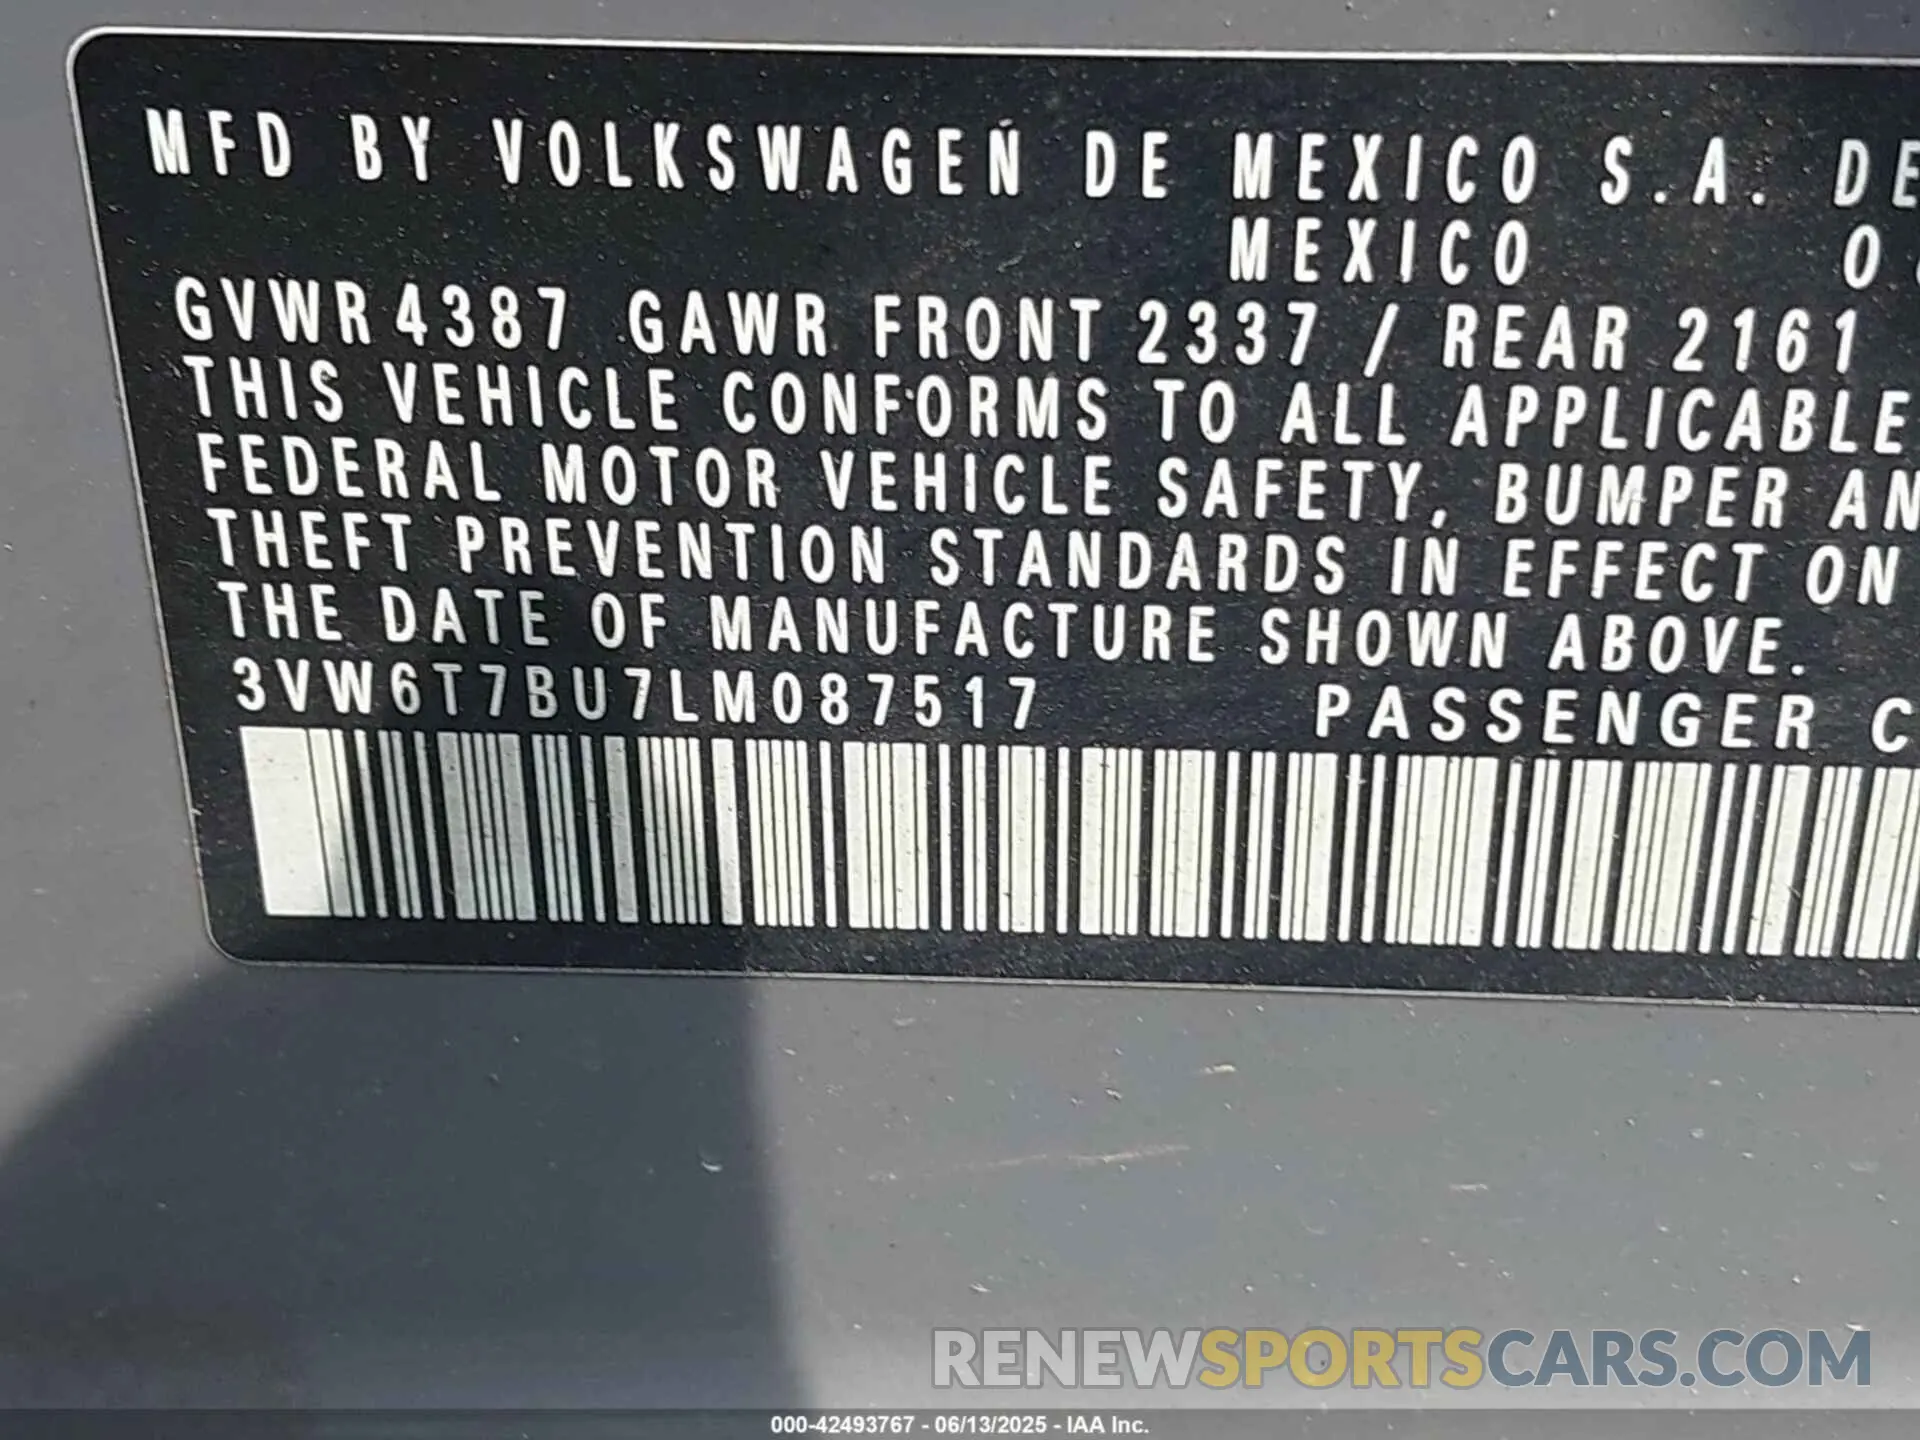 MFD BY VOLKSWAGEN DE MEXICO S.A. DE
MEXICO 0
GVWR 4387 GAWR FRONT 2337 / REAR 2161
THIS VEHICLE CONFORMS TO ALL APPLICABLE
FEDERAL MOTOR VEHICLE SAFETY, BUMPER AN
THEFT PREVENTION STANDARDS IN EFFECT ON
THE DATE OF MANUFACTURE SHOWN ABOVE.
3VW6T7BU7LM087517 PASSENGER C
RENEWSPORTSCARS.COM
000-42493767 - 06/13/2025 - IAA Inc.